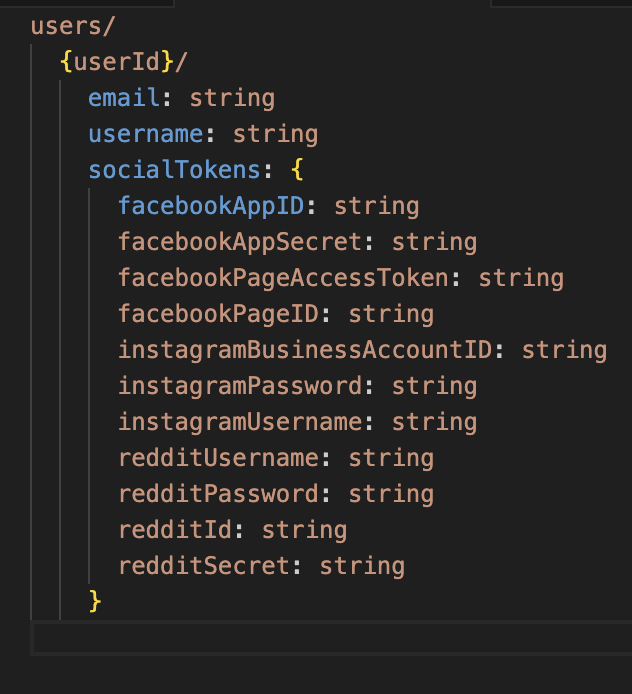 users/
{userId}/
email: string
username: string
socialTokens: {
facebookAppID: string
facebookAppSecret: string
facebookPageAccessToken: string
facebookPageID: string
instagramBusinessAccountID: string
instagramPassword: string
instagramUsername: string
redditUsername: string
redditPassword: string
redditId: string
redditSecret: string
}